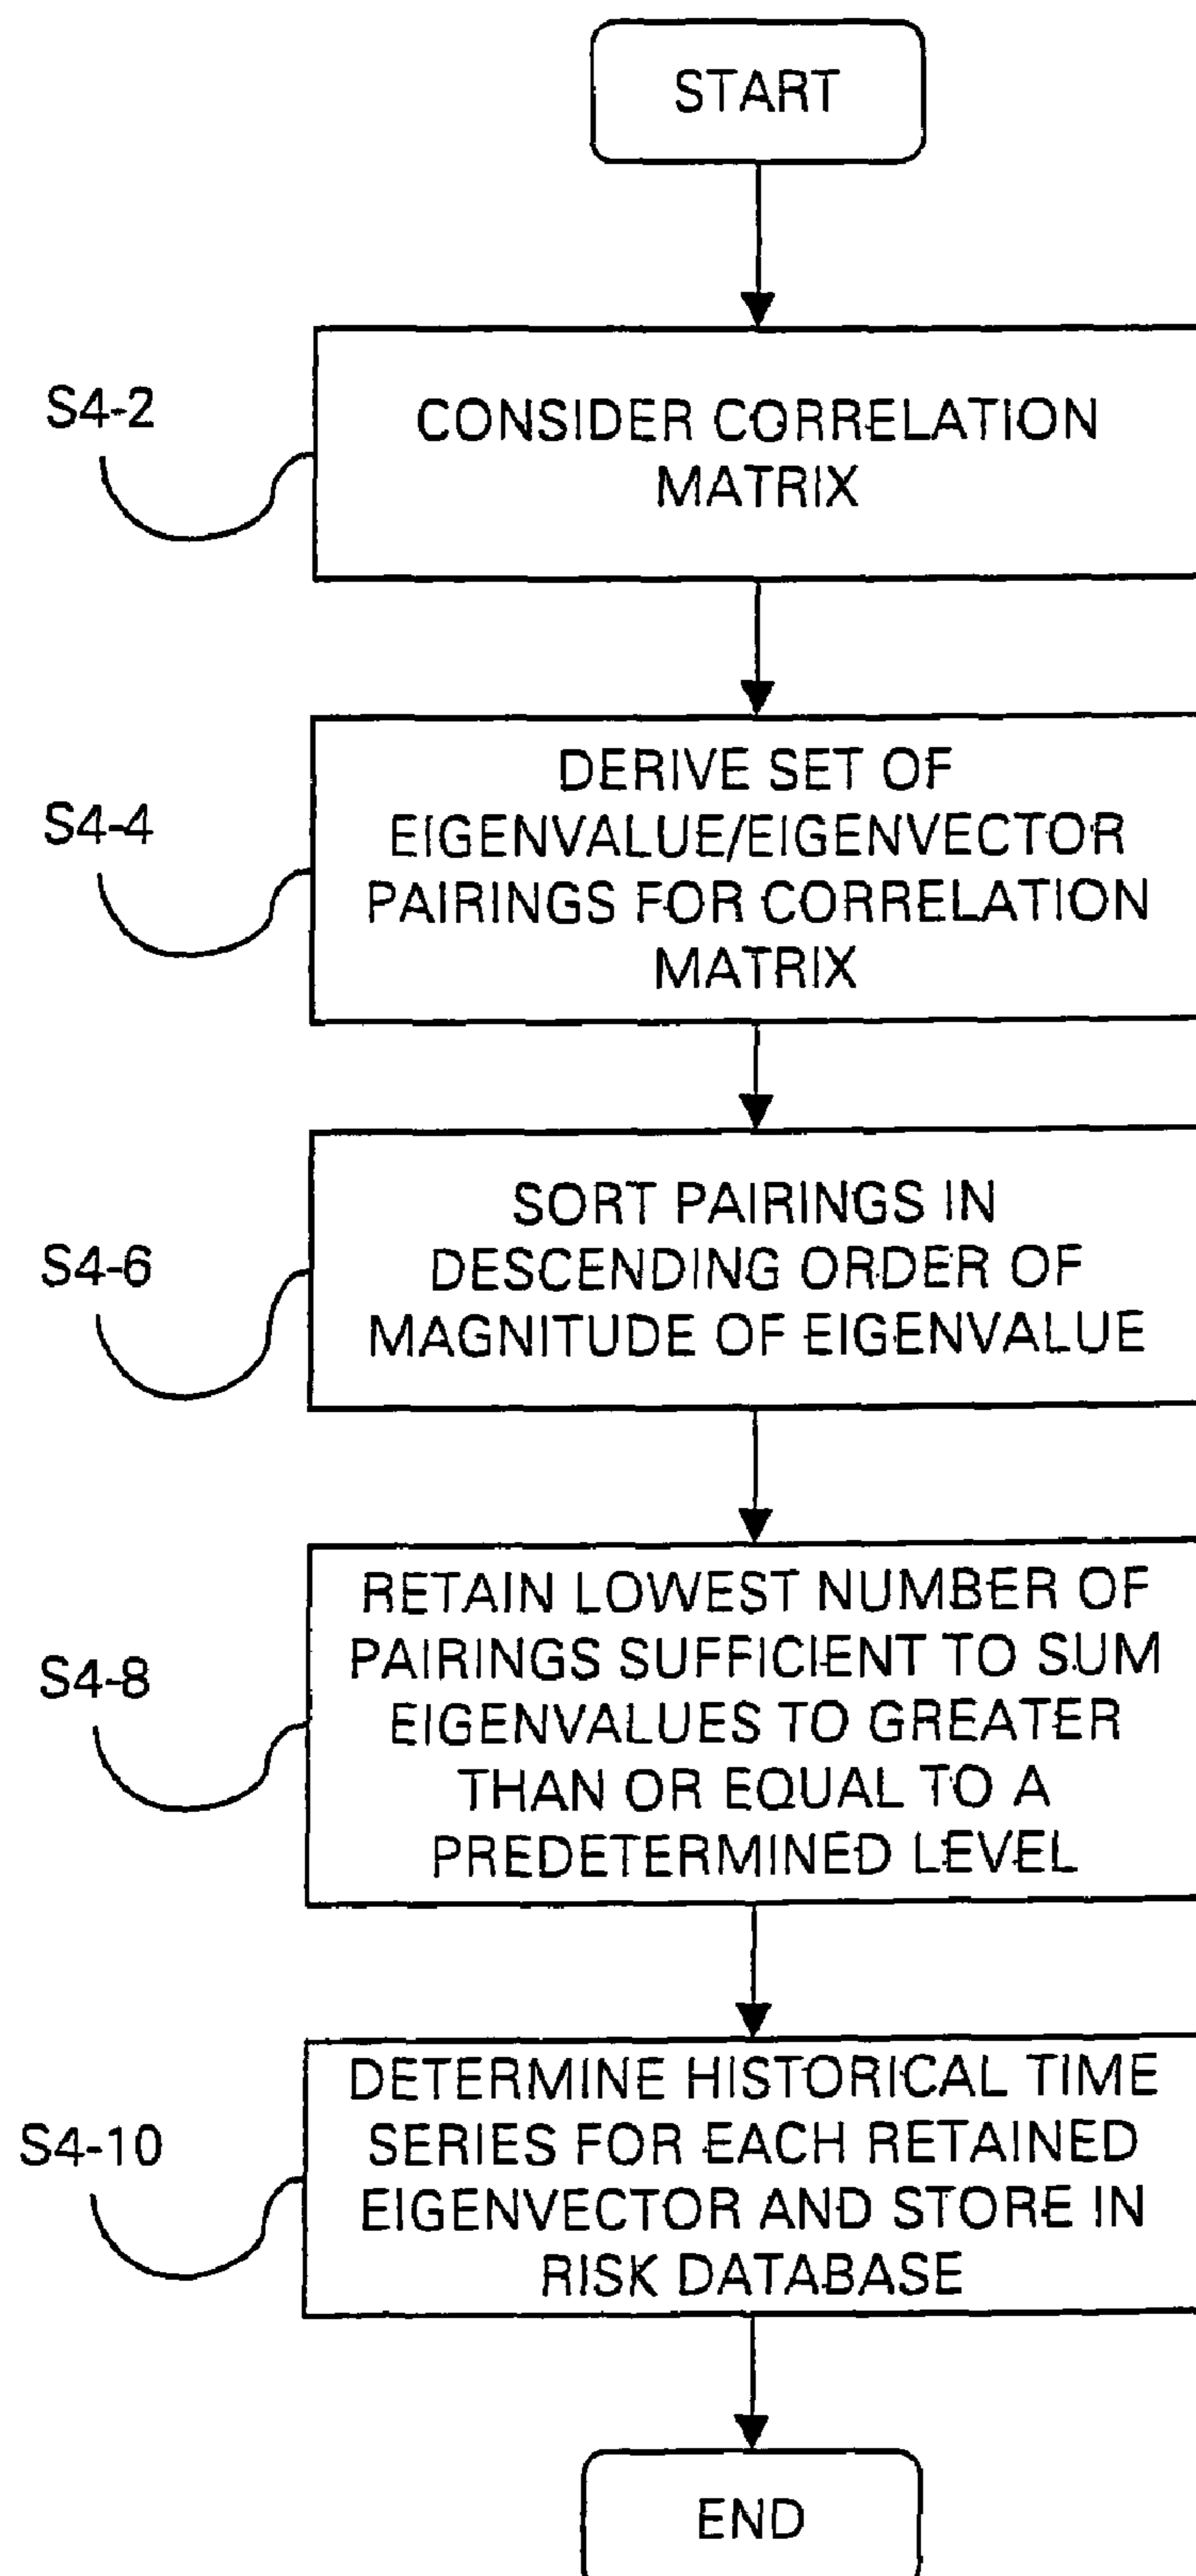 START
S4-2
CONSIDER CORRELATION
MATRIX
S4-4
DERIVE SET OF
EIGENVALUE/EIGENVECTOR
PAIRINGS FOR CORRELATION
MATRIX
S4-6
SORT PAIRINGS IN
DESCENDING ORDER OF
MAGNITUDE OF EIGENVALUE
S4-8
RETAIN LOWEST NUMBER OF
PAIRINGS SUFFICIENT TO SUM
EIGENVALUES TO GREATER
THAN OR EQUAL TO A
PREDETERMINED LEVEL
S4-10
DETERMINE HISTORICAL TIME
SERIES FOR EACH RETAINED
EIGENVECTOR AND STORE IN
RISK DATABASE
END